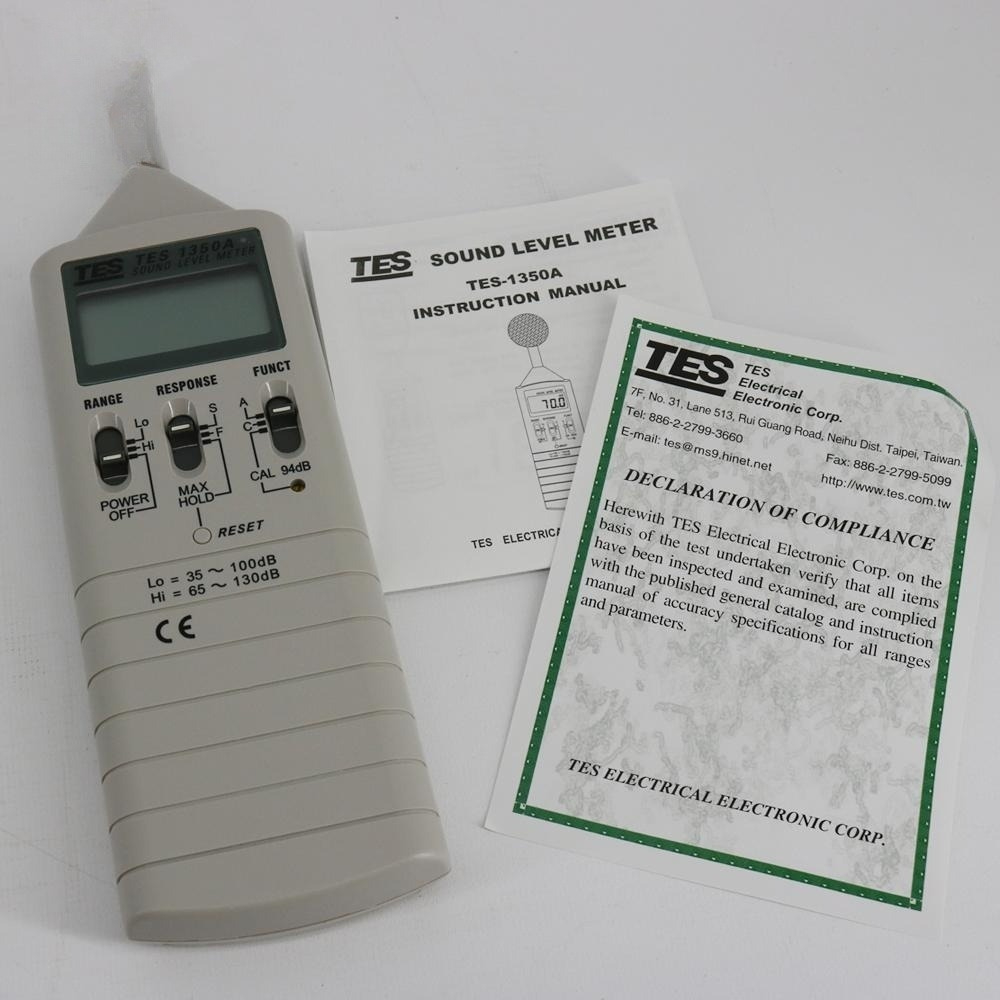 TES TES 1350A
SOUND LEVEL METER
RANGE
RESPONSE
FUNCT
Lo
Hi
S
F
A
C
POWER
OFF
MAX
HOLD
CAL 94dB
RESET
Lo = 35 ~ 100dB
Hi = 65 ~ 130dB
CE
TES SOUND LEVEL METER
TES-1350A
INSTRUCTION MANUAL
70.0
TES
TES
TES
Electrical
Electronic Corp.
7F, No. 31, Lane 513, Rui Guang Road, Neihu Dist. Taipei, Taiwan.
Tel: 886-2-2799-3660
Fax: 886-2-2799-5099
E-mail: tes@ms9.hinet.net
http://www.tes.com.tw
DECLARATION OF COMPLIANCE
Herewith TES Electrical Electronic Corp. on the
basis of the test undertaken verify that all items
have been inspected and examined, are complied
with the published general catalog and instruction
manual of accuracy specifications for all ranges
and parameters.
TES ELECTRICAL ELECTRONIC CORP.